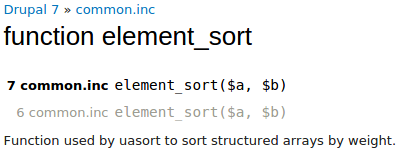 Drupal 7 » common.inc
function element_sort
7 common.inc element_sort($a, $b)
6 common.inc element_sort($a, $b)
Function used by uasort to sort structured arrays by weight.